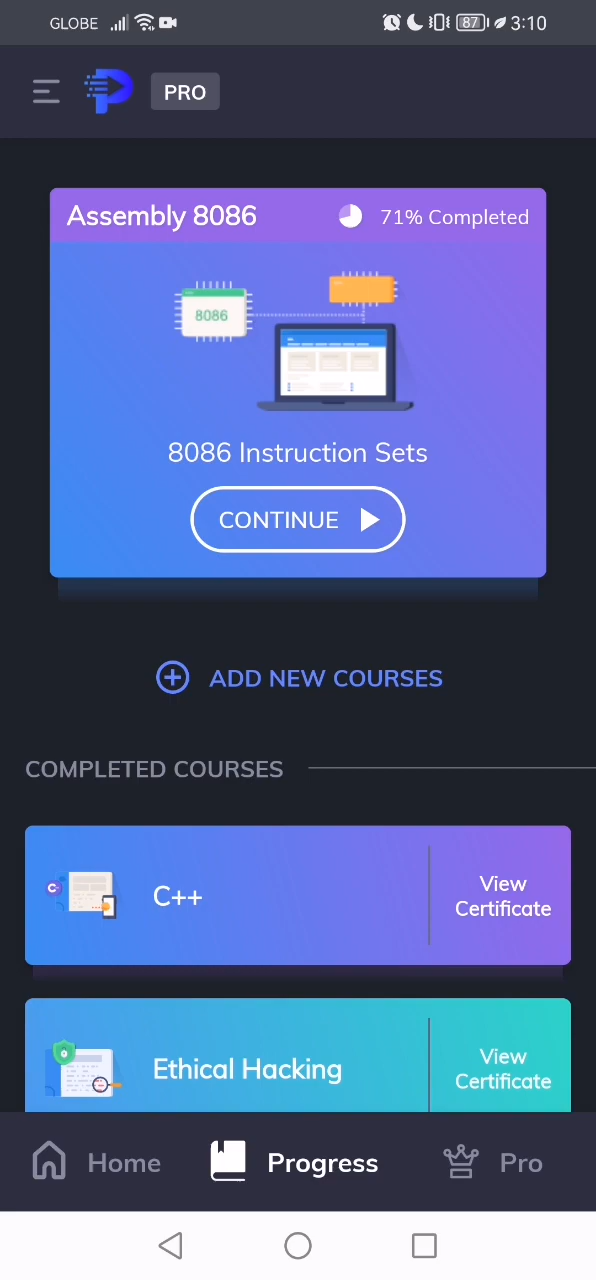 GLOBE 87 3:10
PRO
Assembly 8086 71% Completed
8086
8086 Instruction Sets
CONTINUE
ADD NEW COURSES
COMPLETED COURSES
C++
View
Certificate
Ethical Hacking
View
Certificate
Home Progress Pro